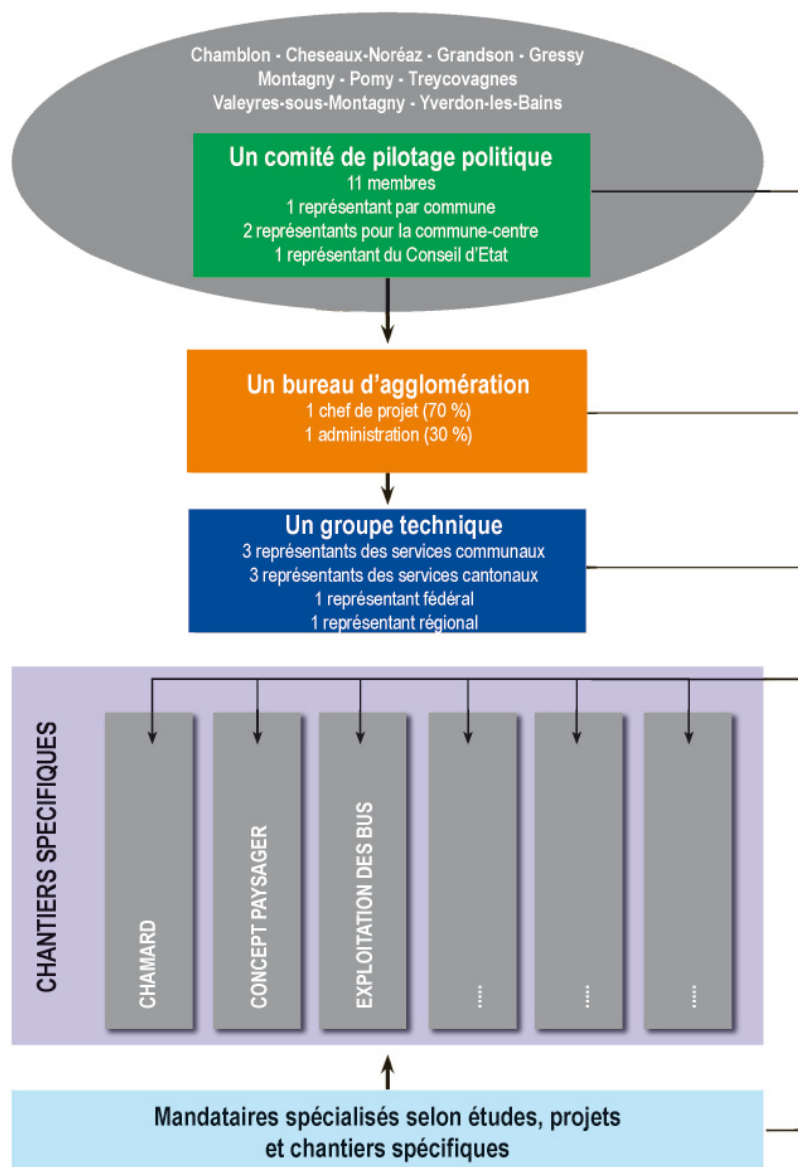 Chamblon - Cheseaux-Noréaz - Grandson - Gressy
Montagny - Pomy - Treycovagnes
Valeyres-sous-Montagny - Yverdon-les-Bains
Un comité de pilotage politique
11 membres
1 représentant par commune
2 représentants pour la commune-centre
1 représentant du Conseil d'Etat
Un bureau d'agglomération
1 chef de projet (70 %)
1 administration (30 %)
Un groupe technique
3 représentants des services communaux
3 représentants des services cantonaux
1 représentant fédéral
1 représentant régional
CHANTIERS SPECIFIQUES
CHAMARD
CONCEPT PAYSAGER
EXPLOITATION DES BUS
.....
.....
.....
Mandataires spécialisés selon études, projets
et chantiers spécifiques